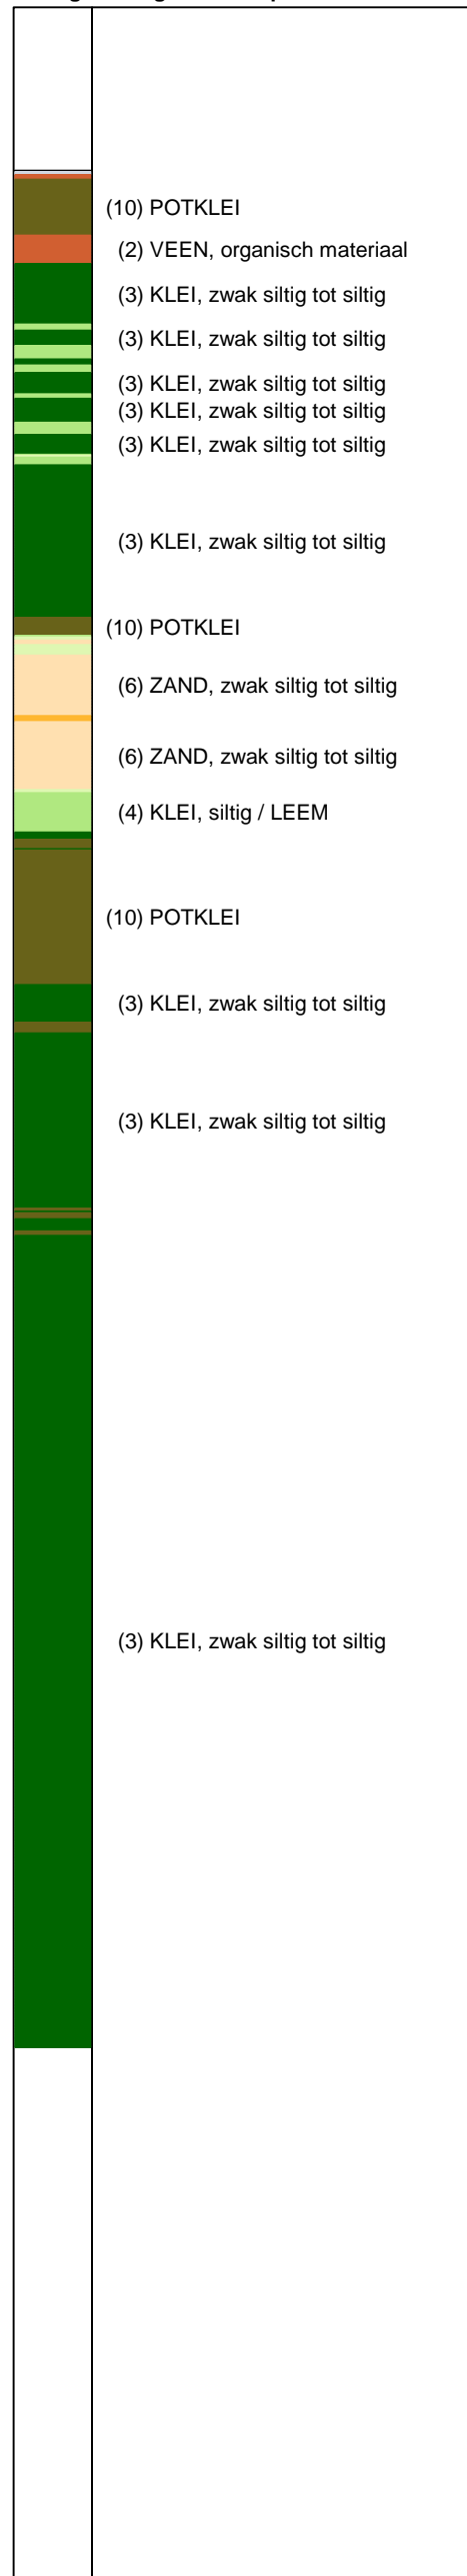 (10) POTKLEI
(2) VEEN, organisch materiaal
(3) KLEI, zwak siltig tot siltig
(3) KLEI, zwak siltig tot siltig
(3) KLEI, zwak siltig tot siltig
(3) KLEI, zwak siltig tot siltig
(3) KLEI, zwak siltig tot siltig
(3) KLEI, zwak siltig tot siltig
(10) POTKLEI
(6) ZAND, zwak siltig tot siltig
(6) ZAND, zwak siltig tot siltig
(4) KLEI, siltig / LEEM
(10) POTKLEI
(3) KLEI, zwak siltig tot siltig
(3) KLEI, zwak siltig tot siltig
(3) KLEI, zwak siltig tot siltig